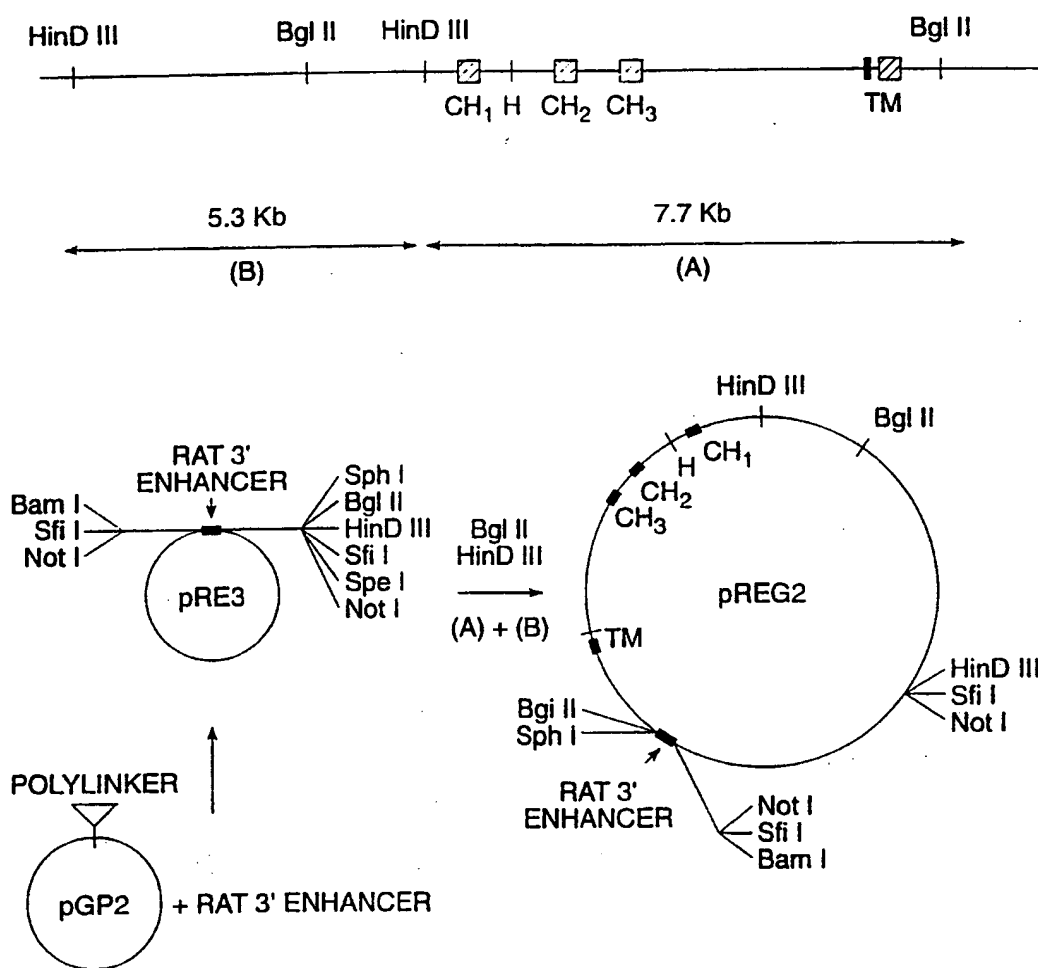 HinD III Bgl II HinD III Bgl II
CH1 H CH2 CH3 TM
5.3 Kb 7.7 Kb
(B) (A)
HinD III
Bgl II
CH1
H
CH2
CH3
TM
pREG2
HinD III
Sfi I
Not I
Bgi II
Sph I
RAT 3'
ENHANCER
Not I
Sfi I
Bam I
RAT 3'
ENHANCER
Bam I
Sfi I
Not I
Sph I
Bgl II
HinD III
Sfi I
Spe I
Not I
pRE3
Bgl II
HinD III
(A) + (B)
POLYLINKER
pGP2 + RAT 3' ENHANCER